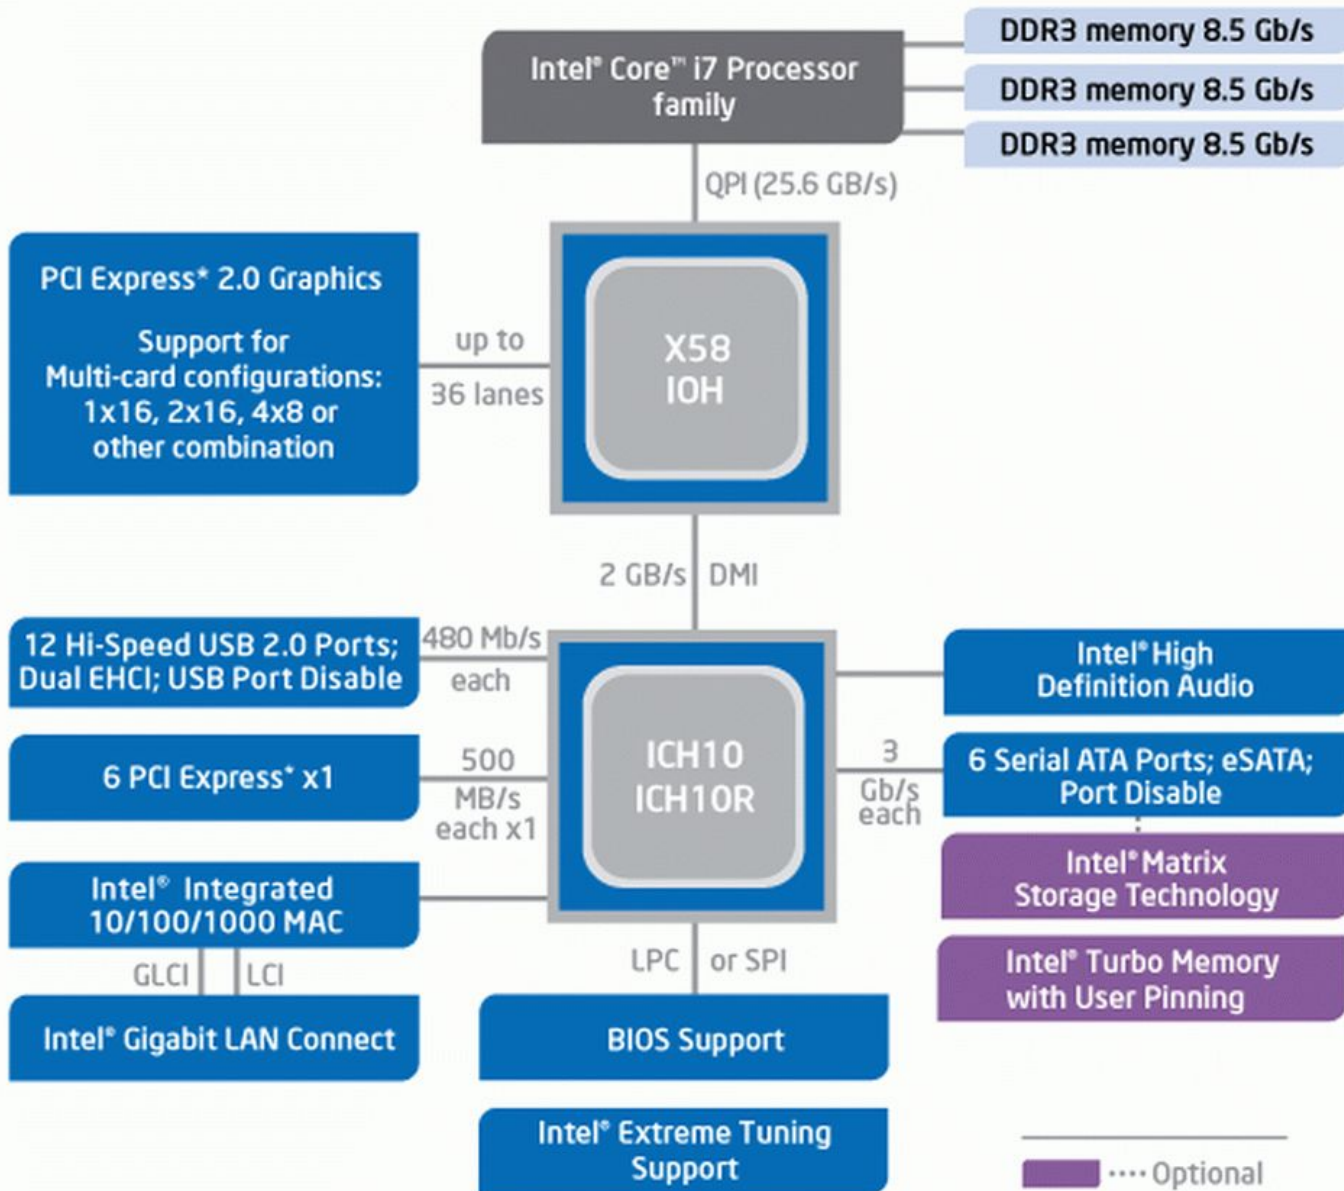 DDR3 memory 8.5 Gb/s
Intel® Core™ i7 Processor
family
DDR3 memory 8.5 Gb/s
DDR3 memory 8.5 Gb/s
QPI (25.6 GB/s)
PCI Express* 2.0 Graphics
Support for
Multi-card configurations:
1x16, 2x16, 4x8 or
other combination
up to
36 lanes
X58
IOH
2 GB/s DMI
12 Hi-Speed USB 2.0 Ports;
Dual EHCI; USB Port Disable
480 Mb/s
each
Intel® High
Definition Audio
6 PCI Express* x1
500
MB/s
each x1
ICH10
ICH10R
3
Gb/s
each
6 Serial ATA Ports; eSATA;
Port Disable
Intel® Matrix
Storage Technology
Intel® Integrated
10/100/1000 MAC
GLCI LCI
LPC or SPI
Intel® Turbo Memory
with User Pinning
Intel® Gigabit LAN Connect
BIOS Support
Intel® Extreme Tuning
Support
Optional